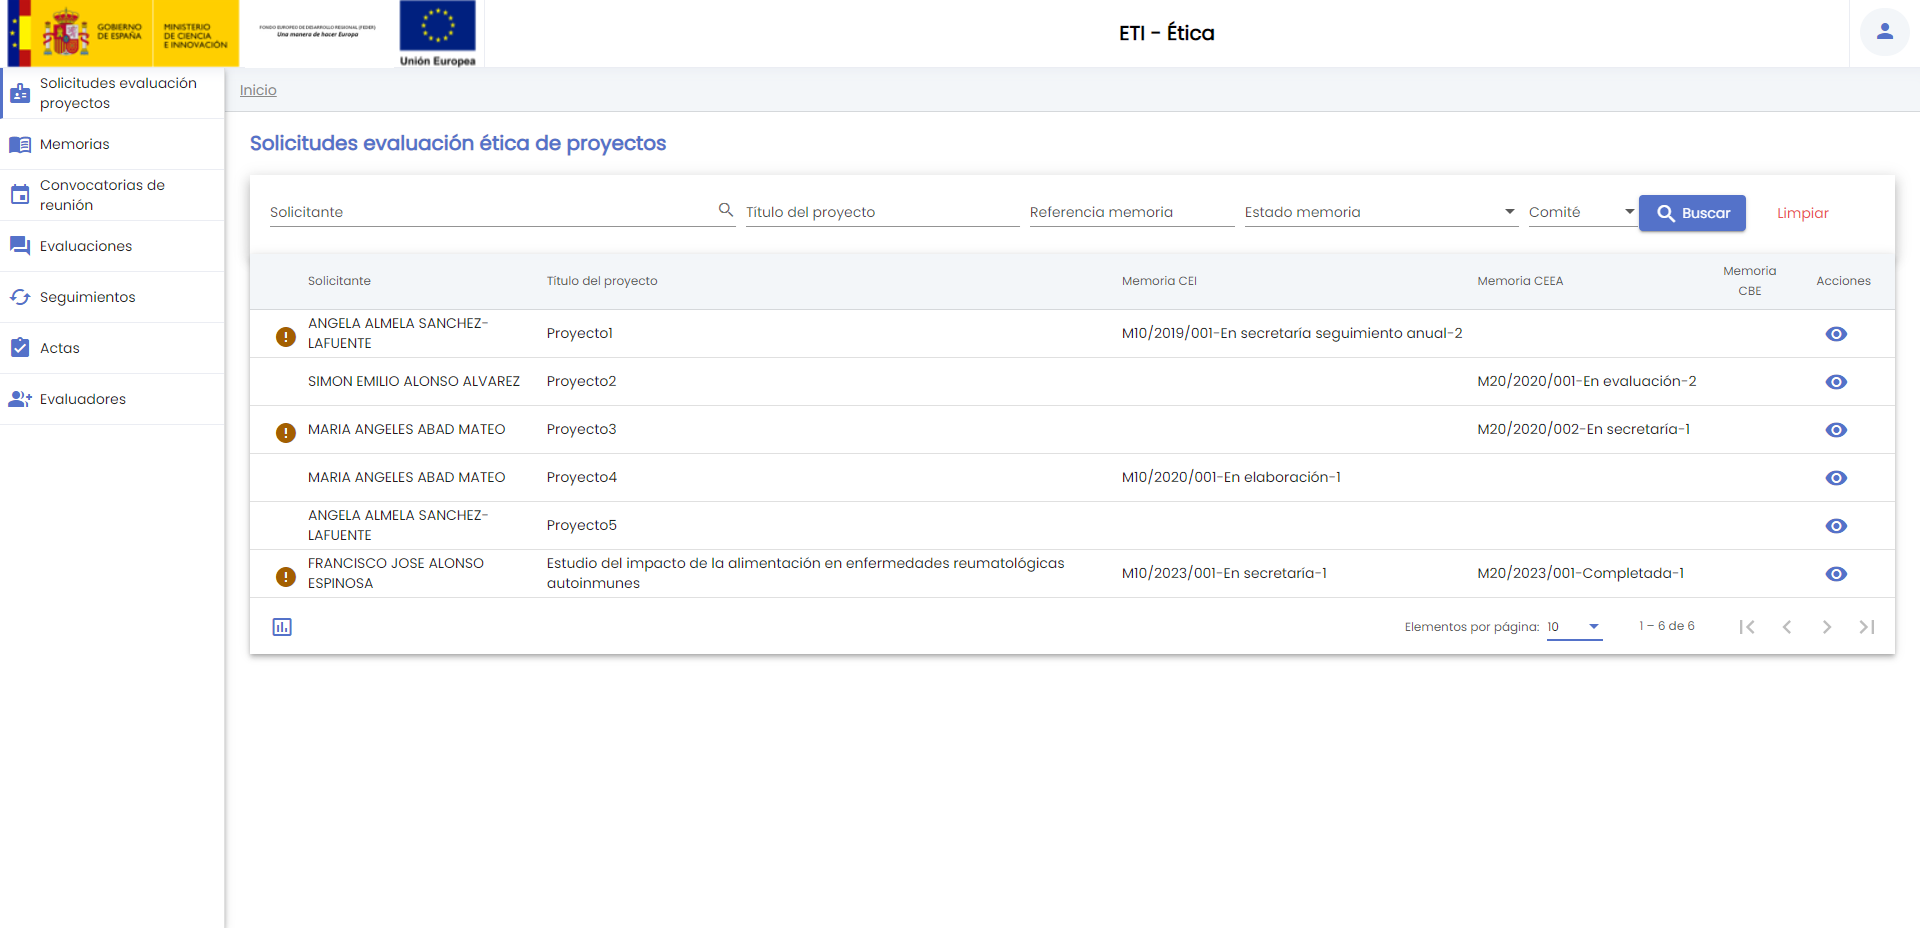 GOBIERNO
DE ESPAÑA
MINISTERIO
DE CIENCIA
E INNOVACIÓN
FONDO EUROPEO DE DESARROLLO REGIONAL (FEDER)
Una manera de hacer Europa
Unión Europea
ETI - Ética
Solicitudes evaluación
proyectos
Memorias
Convocatorias de
reunión
Evaluaciones
Seguimientos
Actas
Evaluadores
Inicio
Solicitudes evaluación ética de proyectos
Solicitante Título del proyecto Referencia memoria Estado memoria Comité Buscar Limpiar
Solicitante Título del proyecto Memoria CEI Memoria CEEA Memoria CBE Acciones
ANGELA ALMELA SANCHEZ-
LAFUENTE Proyecto1 M10/2019/001-En secretaría seguimiento anual-2
SIMON EMILIO ALONSO ALVAREZ Proyecto2 M20/2020/001-En evaluación-2
MARIA ANGELES ABAD MATEO Proyecto3 M20/2020/002-En secretaría-1
MARIA ANGELES ABAD MATEO Proyecto4 M10/2020/001-En elaboración-1
ANGELA ALMELA SANCHEZ-
LAFUENTE Proyecto5
FRANCISCO JOSE ALONSO
ESPINOSA
Estudio del impacto de la alimentación en enfermedades reumatológicas
autoinmunes
M10/2023/001-En secretaría-1 M20/2023/001-Completada-1
Elementos por página: 10 1 – 6 de 6